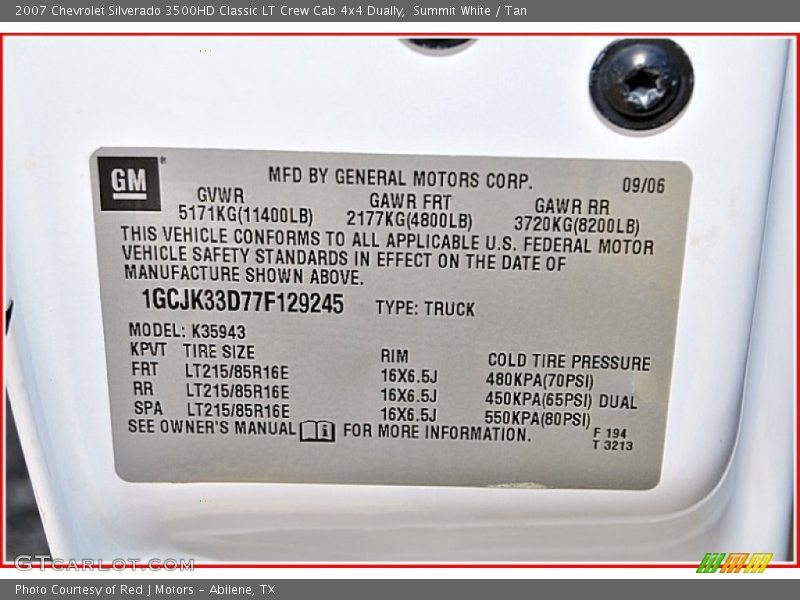 2007 Chevrolet Silverado 3500HD Classic LT Crew Cab 4x4 Dually, Summit White / Tan
GM
MFD BY GENERAL MOTORS CORP. 09/06
GVWR GAWR FRT GAWR RR
5171KG(11400LB) 2177KG(4800LB) 3720KG(8200LB)
THIS VEHICLE CONFORMS TO ALL APPLICABLE U.S. FEDERAL MOTOR
VEHICLE SAFETY STANDARDS IN EFFECT ON THE DATE OF
MANUFACTURE SHOWN ABOVE.
1GCJK33D77F129245 TYPE: TRUCK
MODEL: K35943
KPVT TIRE SIZE RIM COLD TIRE PRESSURE
FRT LT215/85R16E 16X6.5J 480KPA(70PSI)
RR LT215/85R16E 16X6.5J 450KPA(65PSI) DUAL
SPA LT215/85R16E 16X6.5J 550KPA(80PSI)
SEE OWNER'S MANUAL FOR MORE INFORMATION.
F 194
T 3213
GTCARLOT.COM
Photo Courtesy of Red J Motors – Abilene, TX